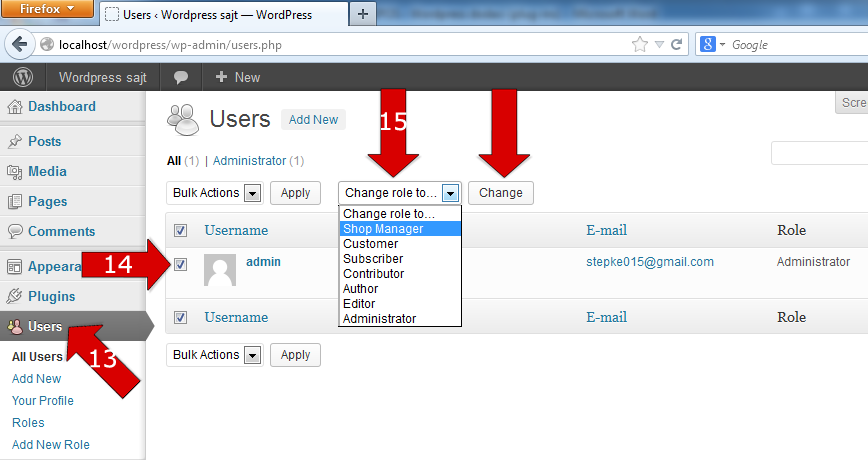 Firefox
Users ‹ Wordpress sajt — WordPress
localhost/wordpress/wp-admin/users.php
Google
Wordpress sajt
New
Scre
Dashboard
Posts
Media
Pages
Comments
Appeara
Plugins
Users
All Users
Add New
Your Profile
Roles
Add New Role
13
14
15
Users Add New
All (1) | Administrator (1)
Bulk Actions Apply Change role to... Change
Change role to...
Shop Manager
Customer
Subscriber
Contributor
Author
Editor
Administrator
Username E-mail Role
admin stepke015@gmail.com Administrator
Username E-mail Role
Bulk Actions Apply